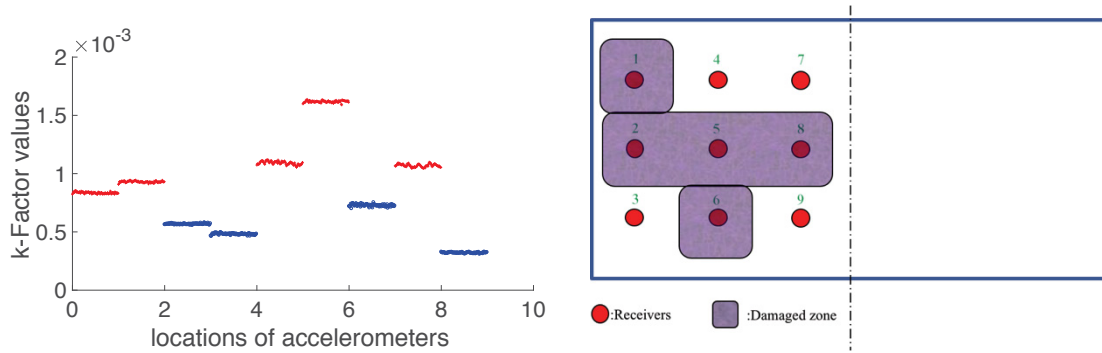 ×10⁻³
2
1.5
1
0.5
0
0 2 4 6 8 10
k-Factor values
locations of accelerometers
1 4 7
2 5 8
3 6 9
:Receivers :Damaged zone